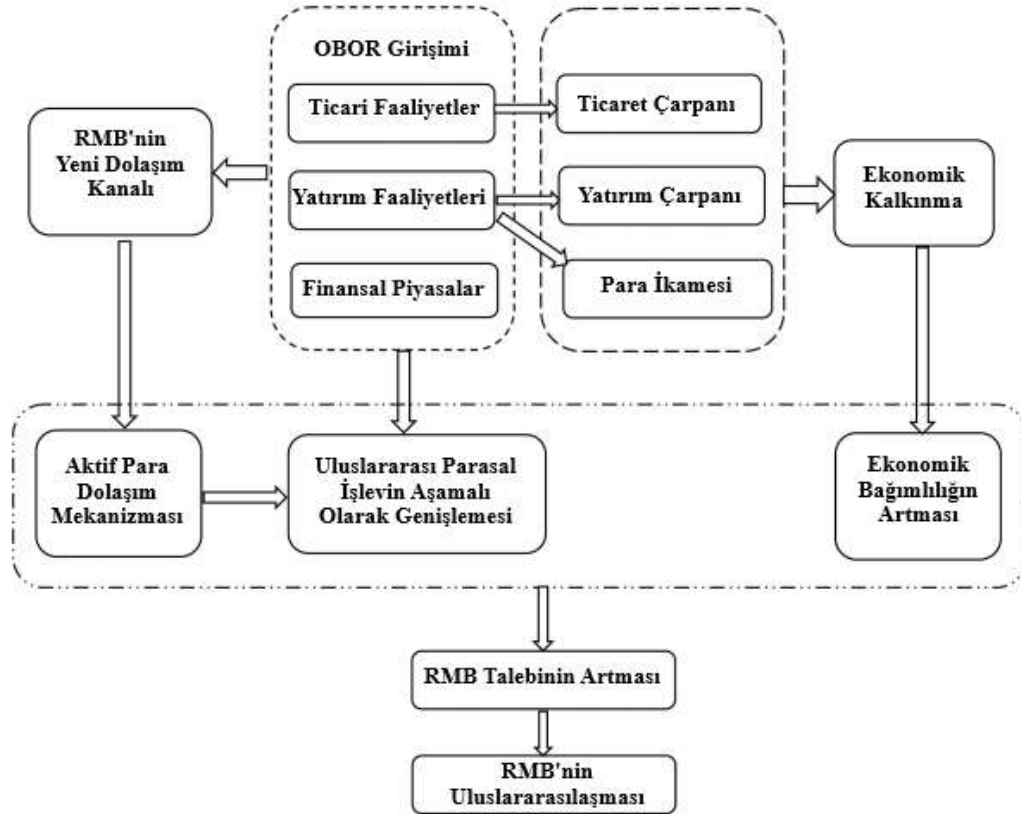 OBOR Girişimi
Ticari Faaliyetler
Ticaret Çarpanı
RMB'nin
Yeni Dolaşım
Kanalı
Yatırım Faaliyetleri
Yatırım Çarpanı
Ekonomik
Kalkınma
Finansal Piyasalar
Para İkamesi
Aktif Para
Dolaşım
Mekanizması
Uluslararası Parasal
İşlevin Aşamalı
Olarak Genişlemesi
Ekonomik
Bağımlılığın
Artması
RMB Talebinin Artması
RMB'nin
Uluslararasılaşması